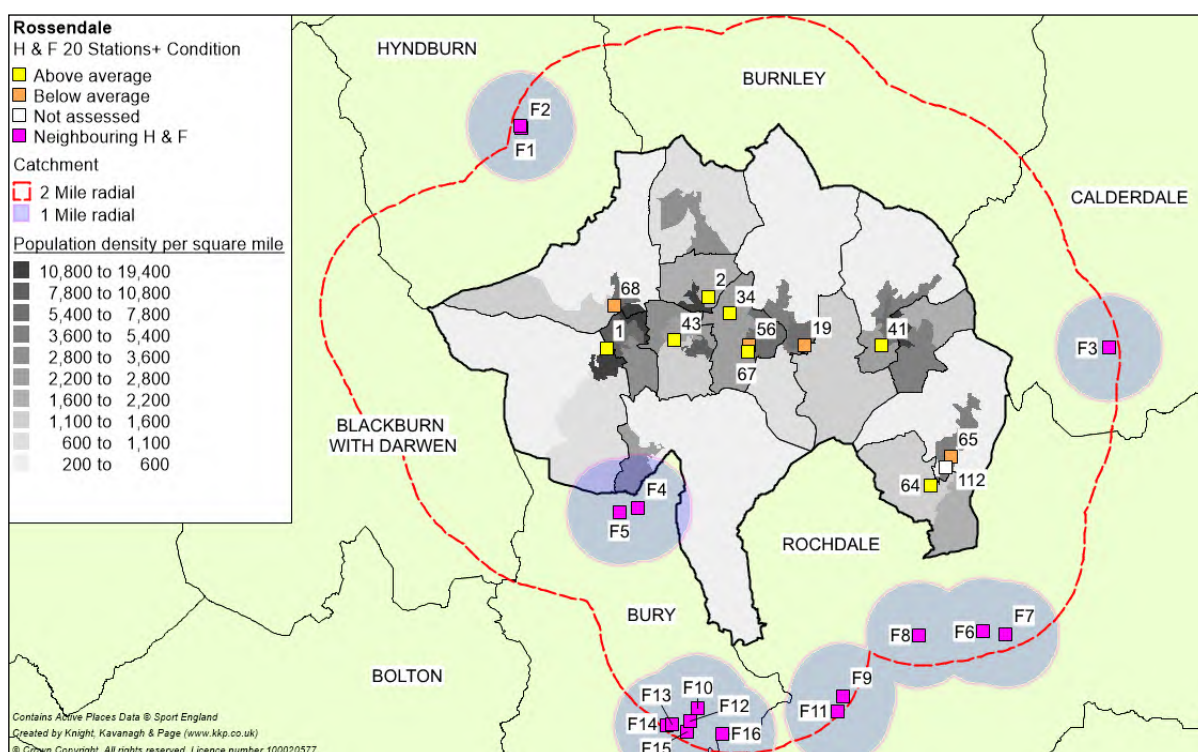 Rossendale
H & F 20 Stations+ Condition
Above average
Below average
Not assessed
Neighbouring H & F
Catchment
2 Mile radial
1 Mile radial
Population density per square mile
10,800 to 19,400
7,800 to 10,800
5,400 to 7,800
3,600 to 5,400
2,800 to 3,600
2,200 to 2,800
1,600 to 2,200
1,100 to 1,600
600 to 1,100
200 to 600
HYNDBURN
BURNLEY
F2
F1
CALDERDALE
68
2
34
1
43
56
19
41
67
F3
BLACKBURN
WITH DARWEN
65
64
112
F4
F5
ROCHDALE
BURY
F8
F6
F7
BOLTON
F13
F10
F9
F12
F14
F11
F15
F16
Contains Active Places Data © Sport England
Created by Knight, Kavanagh & Page (www.kkp.co.uk)
© Crown Copyright. All rights reserved. Licence number 100020577